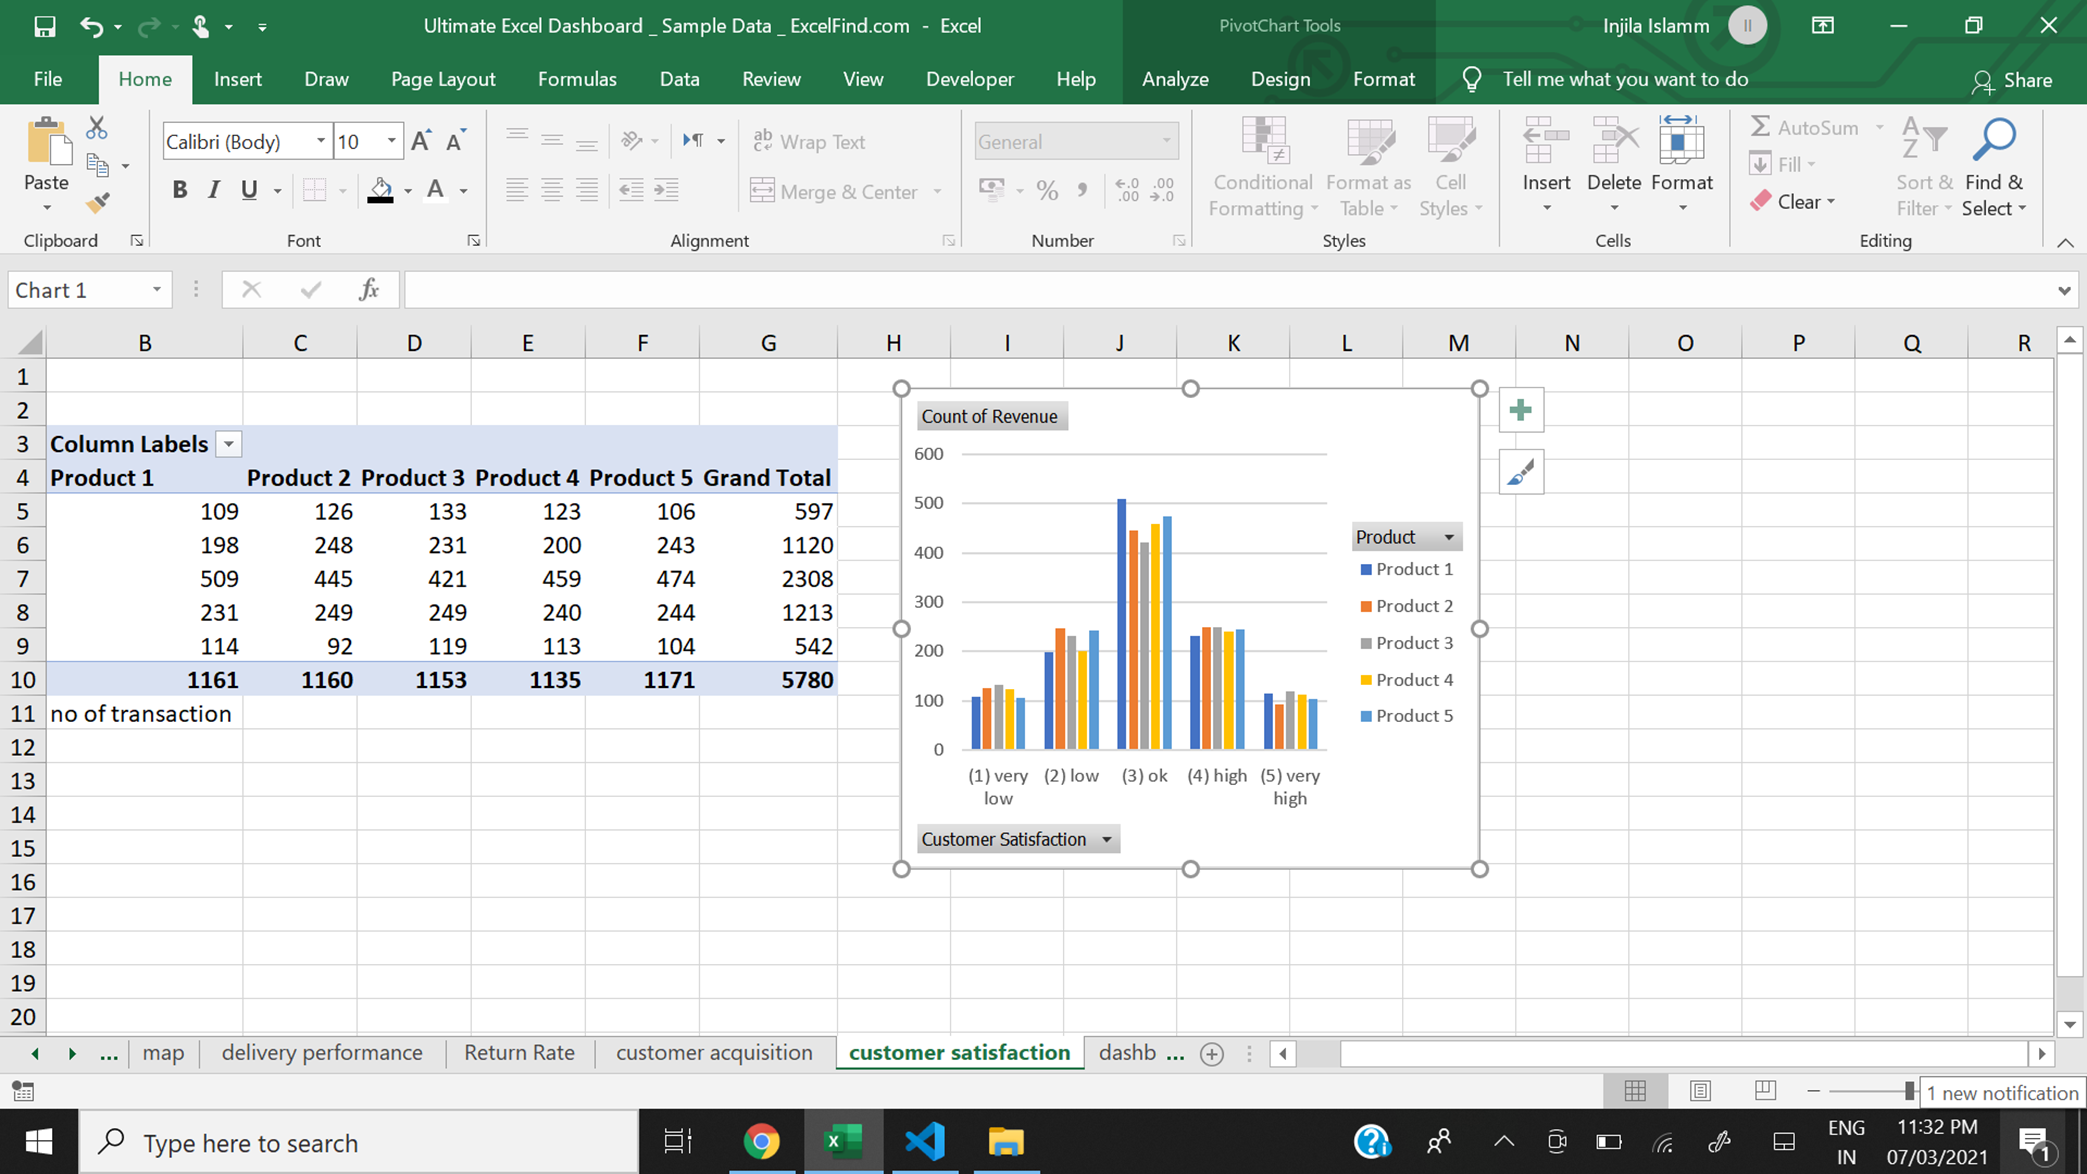 Ultimate Excel Dashboard _ Sample Data _ ExcelFind.com - Excel
PivotChart Tools
Injila Islamm
II
File Home Insert Draw Page Layout Formulas Data Review View Developer Help Analyze Design Format Tell me what you want to do Share
Calibri (Body) 10 A A ab Wrap Text General AutoSum A Z
Paste B I U A Merge & Center % , .0 .00 .00 .0
Conditional Formatting
Format as Table
Cell Styles
Insert Delete Format
Fill
Clear
Sort & Filter
Find & Select
Clipboard Font Alignment Number Styles Cells Editing
Chart 1 fx
B C D E F G H I J K L M N O P Q R
1
2
3 Column Labels
4 Product 1 Product 2 Product 3 Product 4 Product 5 Grand Total
5 109 126 133 123 106 597
6 198 248 231 200 243 1120
7 509 445 421 459 474 2308
8 231 249 249 240 244 1213
9 114 92 119 113 104 542
10 1161 1160 1153 1135 1171 5780
11 no of transaction
12
13
14
15
16
17
18
19
20
Count of Revenue
600
500
400
300
200
100
0
(1) very low (2) low (3) ok (4) high (5) very high
Product
Product 1
Product 2
Product 3
Product 4
Product 5
Customer Satisfaction
... map delivery performance Return Rate customer acquisition customer satisfaction dashb ...
1 new notification
Type here to search
ENG
IN
11:32 PM
07/03/2021
1